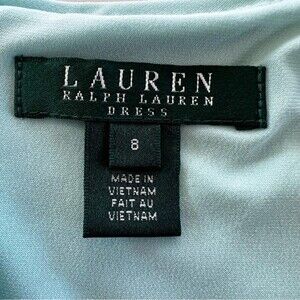 LAUREN
RALPH LAUREN
DRESS
8
MADE IN
VIETNAM
FAIT AU
VIETNAM